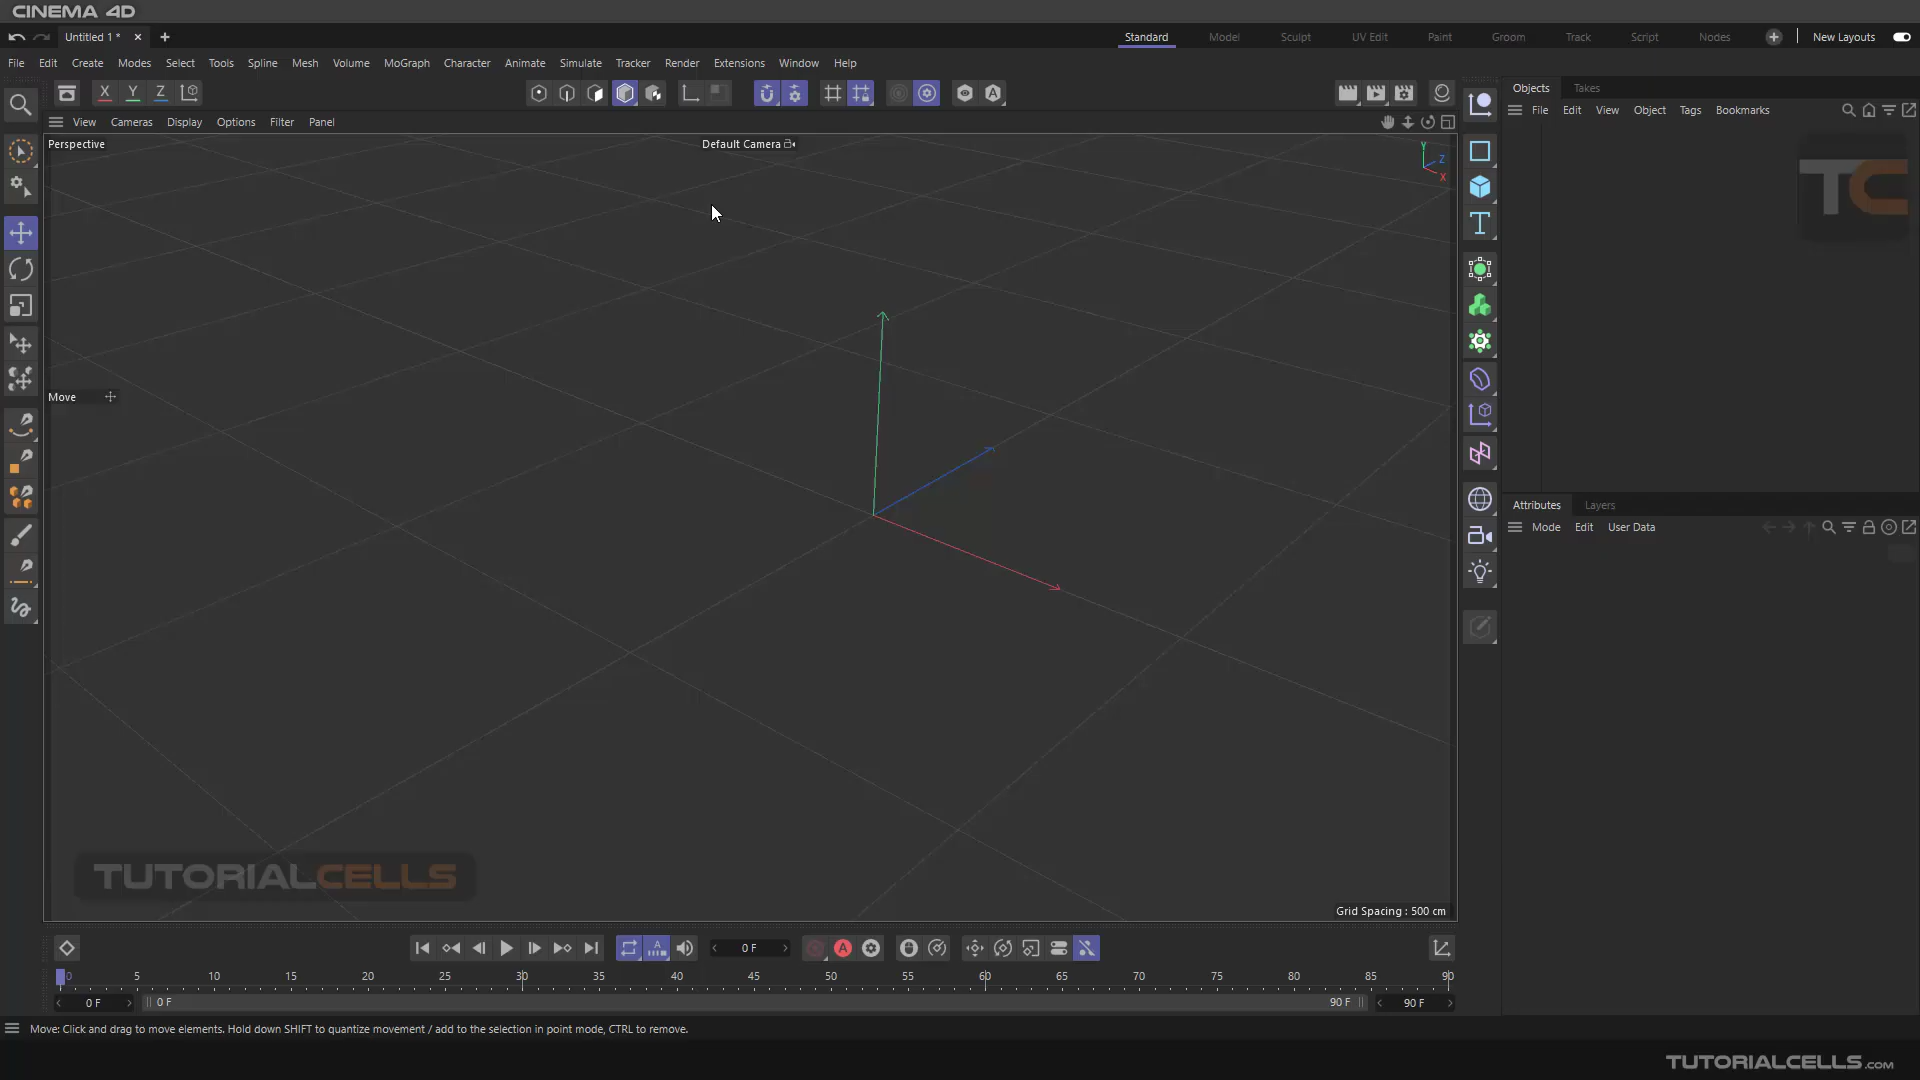 CINEMA 4D
Untitled 1 *
Standard Model Sculpt UV Edit Paint Groom Track Script Nodes New Layouts
File Edit Create Modes Select Tools Spline Mesh Volume MoGraph Character Animate Simulate Tracker Render Extensions Window Help
X Y Z
A
Objects Takes
File Edit View Object Tags Bookmarks
View Cameras Display Options Filter Panel
Perspective
Default Camera
Y
Z
X
TC
T
Move
Attributes Layers
Mode Edit User Data
TUTORIALCELLS
Grid Spacing : 500 cm
A
0 F
A
0 5 10 15 20 25 30 35 40 45 50 55 60 65 70 75 80 85 90
0 F 0 F 90 F 90 F
Move: Click and drag to move elements. Hold down SHIFT to quantize movement / add to the selection in point mode, CTRL to remove.
TUTORIALCELLS.COM